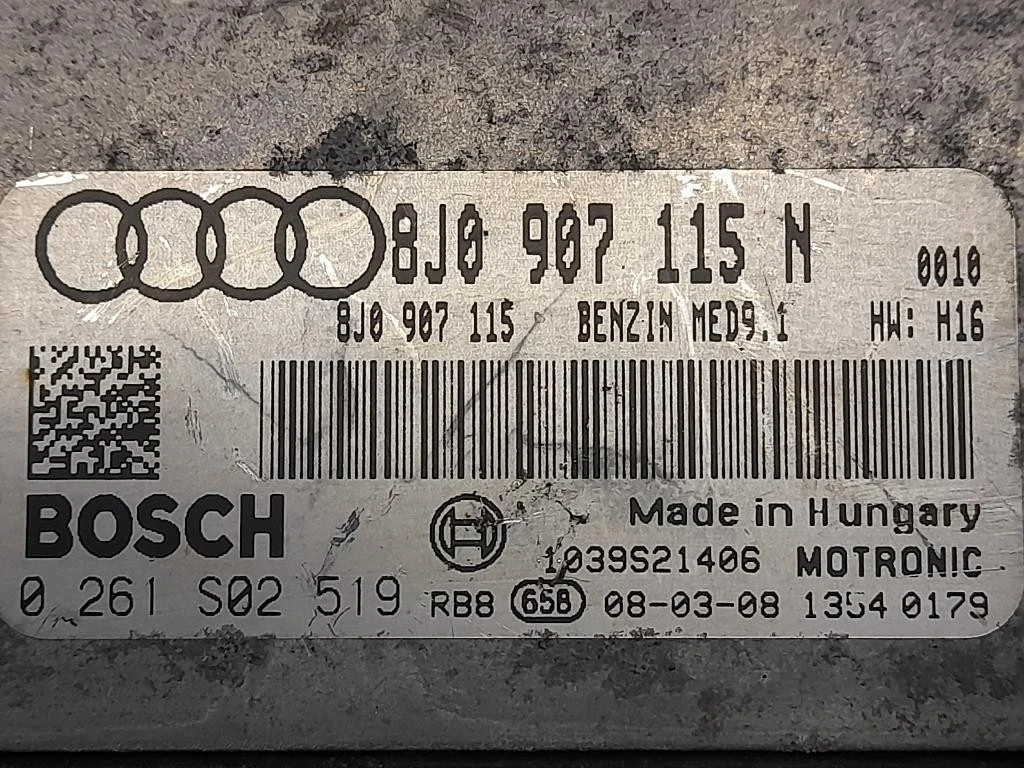 8J0 907 115 N 0010
8J0 907 115 BENZIN MED9.1 HW: H16
BOSCH
Made in Hungary
1039S21406 MOTRONIC
0 261 S02 519 RB8 658 08-03-08 1354 0179